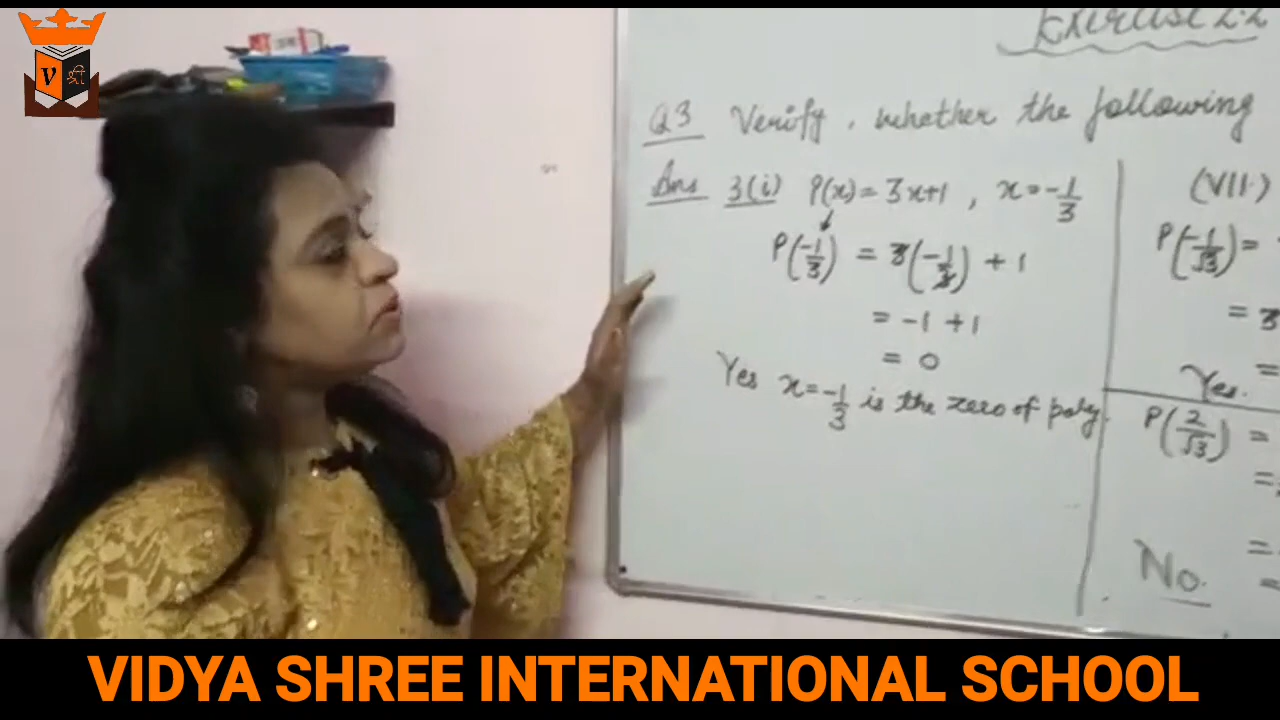 V श्री
Exercise 2.2
Q3 Verify, whether the following
Ans 3(i) P(x) = 3x+1, x = -1/3
P(-1/3) = 3(-1/3) + 1
= -1 + 1
= 0
Yes x = -1/3 is the zero of poly.
(VII.)
P(-1/√3) =
= 3
=
Yes.
P(2/√3) =
=
=
=
No.
VIDYA SHREE INTERNATIONAL SCHOOL